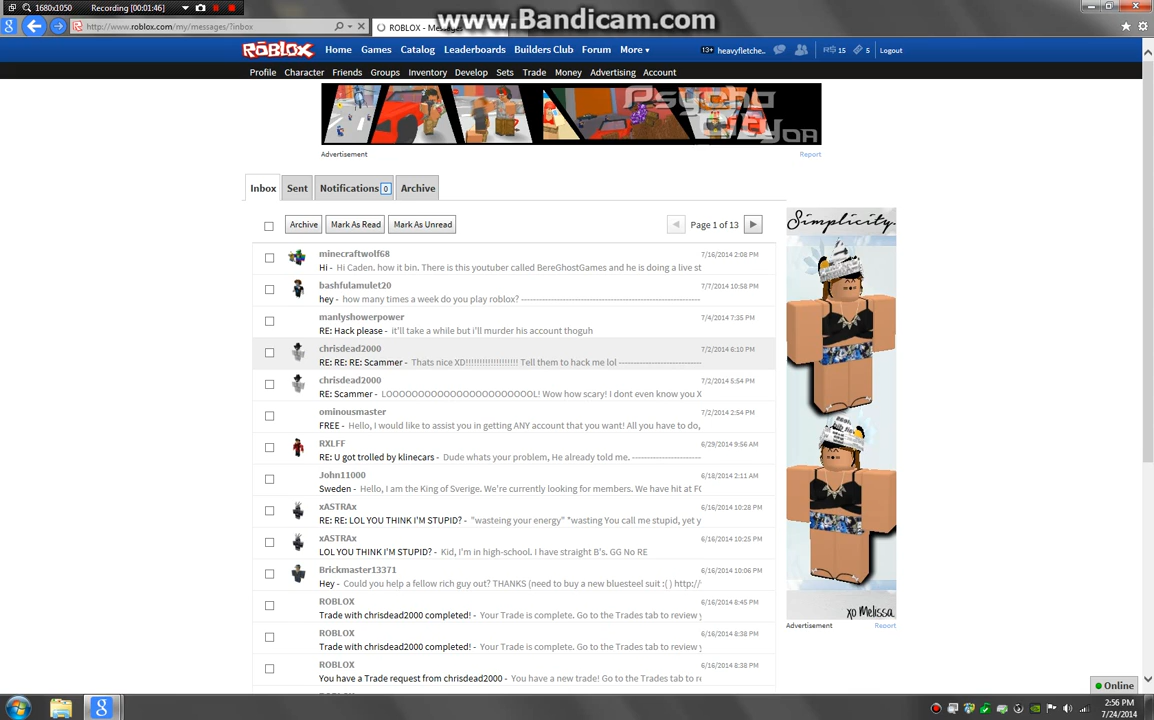 1680x1050 Recording [00:01:46]
www.Bandicam.com
http://www.roblox.com/my/messages/?inbox
ROBLOX - Messages
ROBLOX Home Games Catalog Leaderboards Builders Club Forum More 13+ heavyfletche.. R$ 15 5 Logout
Profile Character Friends Groups Inventory Develop Sets Trade Money Advertising Account
Psycho
City
Advertisement Report
Inbox Sent Notifications 0 Archive
Archive Mark As Read Mark As Unread Page 1 of 13
Simplicity.
minecraftwolf68 7/16/2014 2:08 PM
Hi - Hi Caden. how it bin. There is this youtuber called BereGhostGames and he is doing a live st
bashfulamulet20 7/7/2014 10:58 PM
hey - how many times a week do you play roblox? ----------------------------------------
manlyshowerpower 7/4/2014 7:35 PM
RE: Hack please - it'll take a while but i'll murder his account thoguh
chrisdead2000 7/2/2014 6:10 PM
RE: RE: RE: Scammer - Thats nice XD!!!!!!!!!!!!!!!!!!! Tell them to hack me lol -------------------
chrisdead2000 7/2/2014 5:54 PM
RE: Scammer - LOOOOOOOOOOOOOOOOOOOOOOOL! Wow how scary! I dont even know you X
ominousmaster 7/2/2014 2:54 PM
FREE - Hello, I would like to assist you in getting ANY account that you want! All you have to do,
RXLFF 6/29/2014 9:56 AM
RE: U got trolled by klinecars - Dude whats your problem, He already told me. ---------------
John11000 6/18/2014 2:11 AM
Sweden - Hello, I am the King of Sverige. We're currently looking for members. We have hit at FC
xASTRAx 6/16/2014 10:28 PM
RE: RE: LOL YOU THINK I'M STUPID? - "wasteing your energy" *wasting You call me stupid, yet y
xASTRAx 6/16/2014 10:25 PM
LOL YOU THINK I'M STUPID? - Kid, I'm in high-school. I have straight B's. GG No RE
Brickmaster13371 6/16/2014 10:06 PM
Hey - Could you help a fellow rich guy out? THANKS (need to buy a new bluesteel suit :( ) http:/
ROBLOX 6/16/2014 8:45 PM
Trade with chrisdead2000 completed! - Your Trade is complete. Go to the Trades tab to review y
xo Melissa
Advertisement Report
ROBLOX 6/16/2014 8:38 PM
Trade with chrisdead2000 completed! - Your Trade is complete. Go to the Trades tab to review y
ROBLOX 6/16/2014 8:38 PM
You have a Trade request from chrisdead2000 - You have a new trade! Go to the Trades tab to re
Online
2:56 PM
7/24/2014